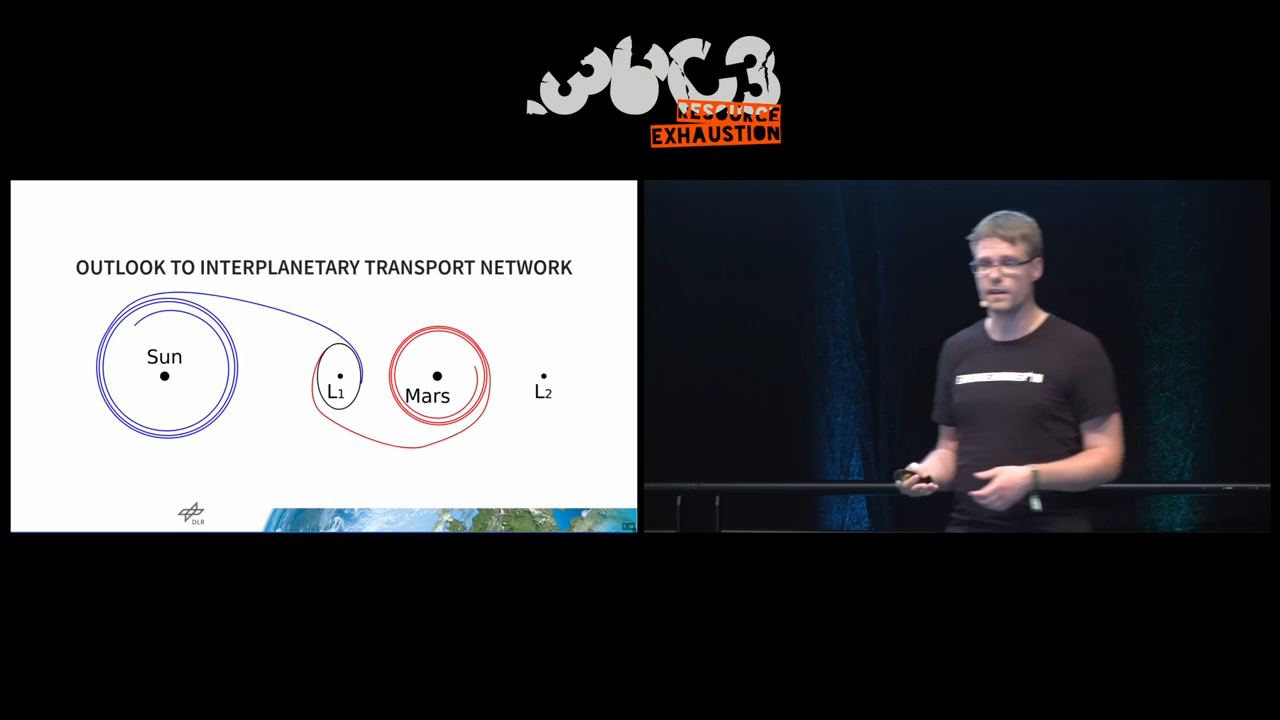 36C3
RESOURCE
EXHAUSTION
OUTLOOK TO INTERPLANETARY TRANSPORT NETWORK
Sun
L1
Mars
L2
DLR